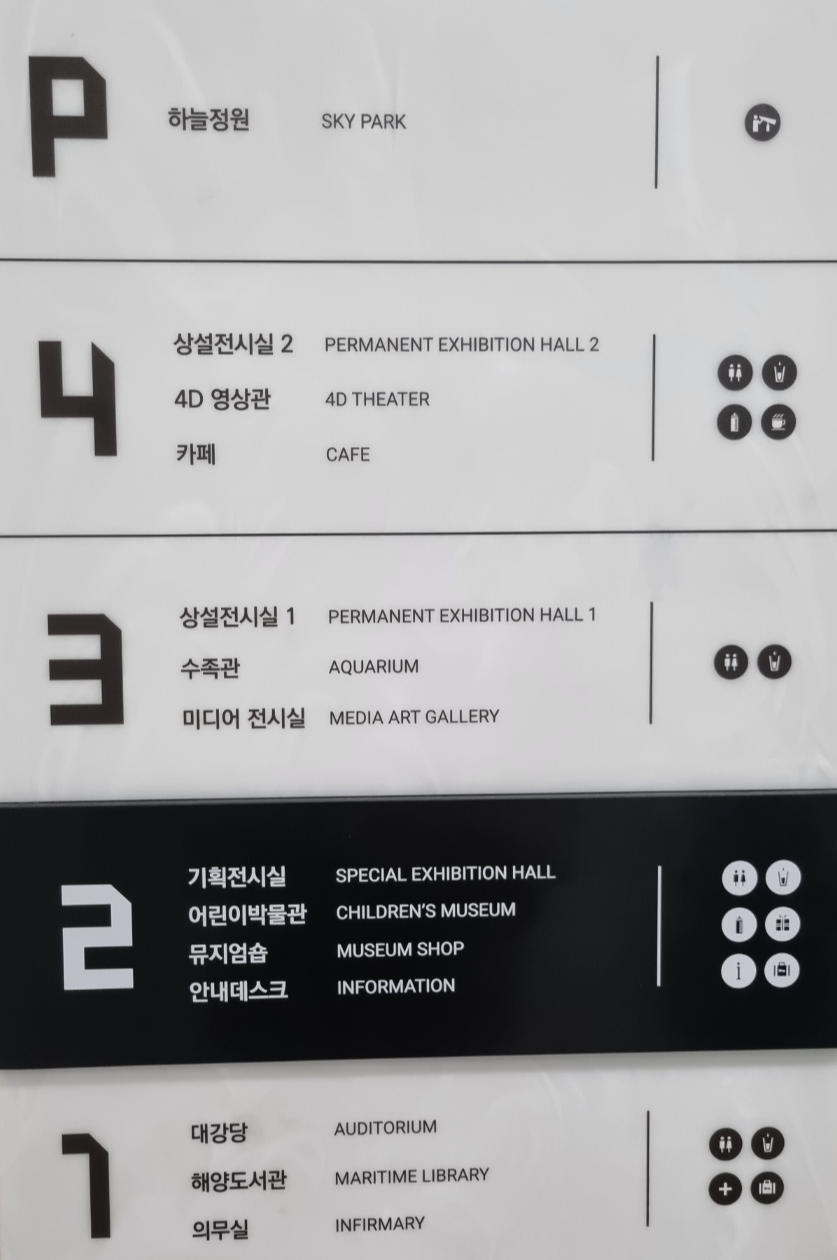 P
하늘정원 SKY PARK
4
상설전시실 2 PERMANENT EXHIBITION HALL 2
4D 영상관 4D THEATER
카페 CAFE
3
상설전시실 1 PERMANENT EXHIBITION HALL 1
수족관 AQUARIUM
미디어 전시실 MEDIA ART GALLERY
2
기획전시실 SPECIAL EXHIBITION HALL
어린이박물관 CHILDREN'S MUSEUM
뮤지엄숍 MUSEUM SHOP
안내데스크 INFORMATION
i
1
대강당 AUDITORIUM
해양도서관 MARITIME LIBRARY
의무실 INFIRMARY